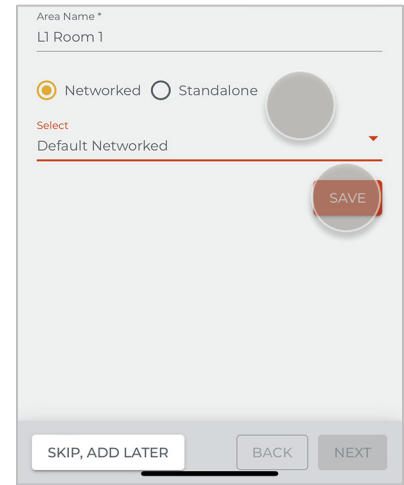 Area Name *
L1 Room 1
Networked Standalone
Select
Default Networked
SAVE
SKIP, ADD LATER BACK NEXT